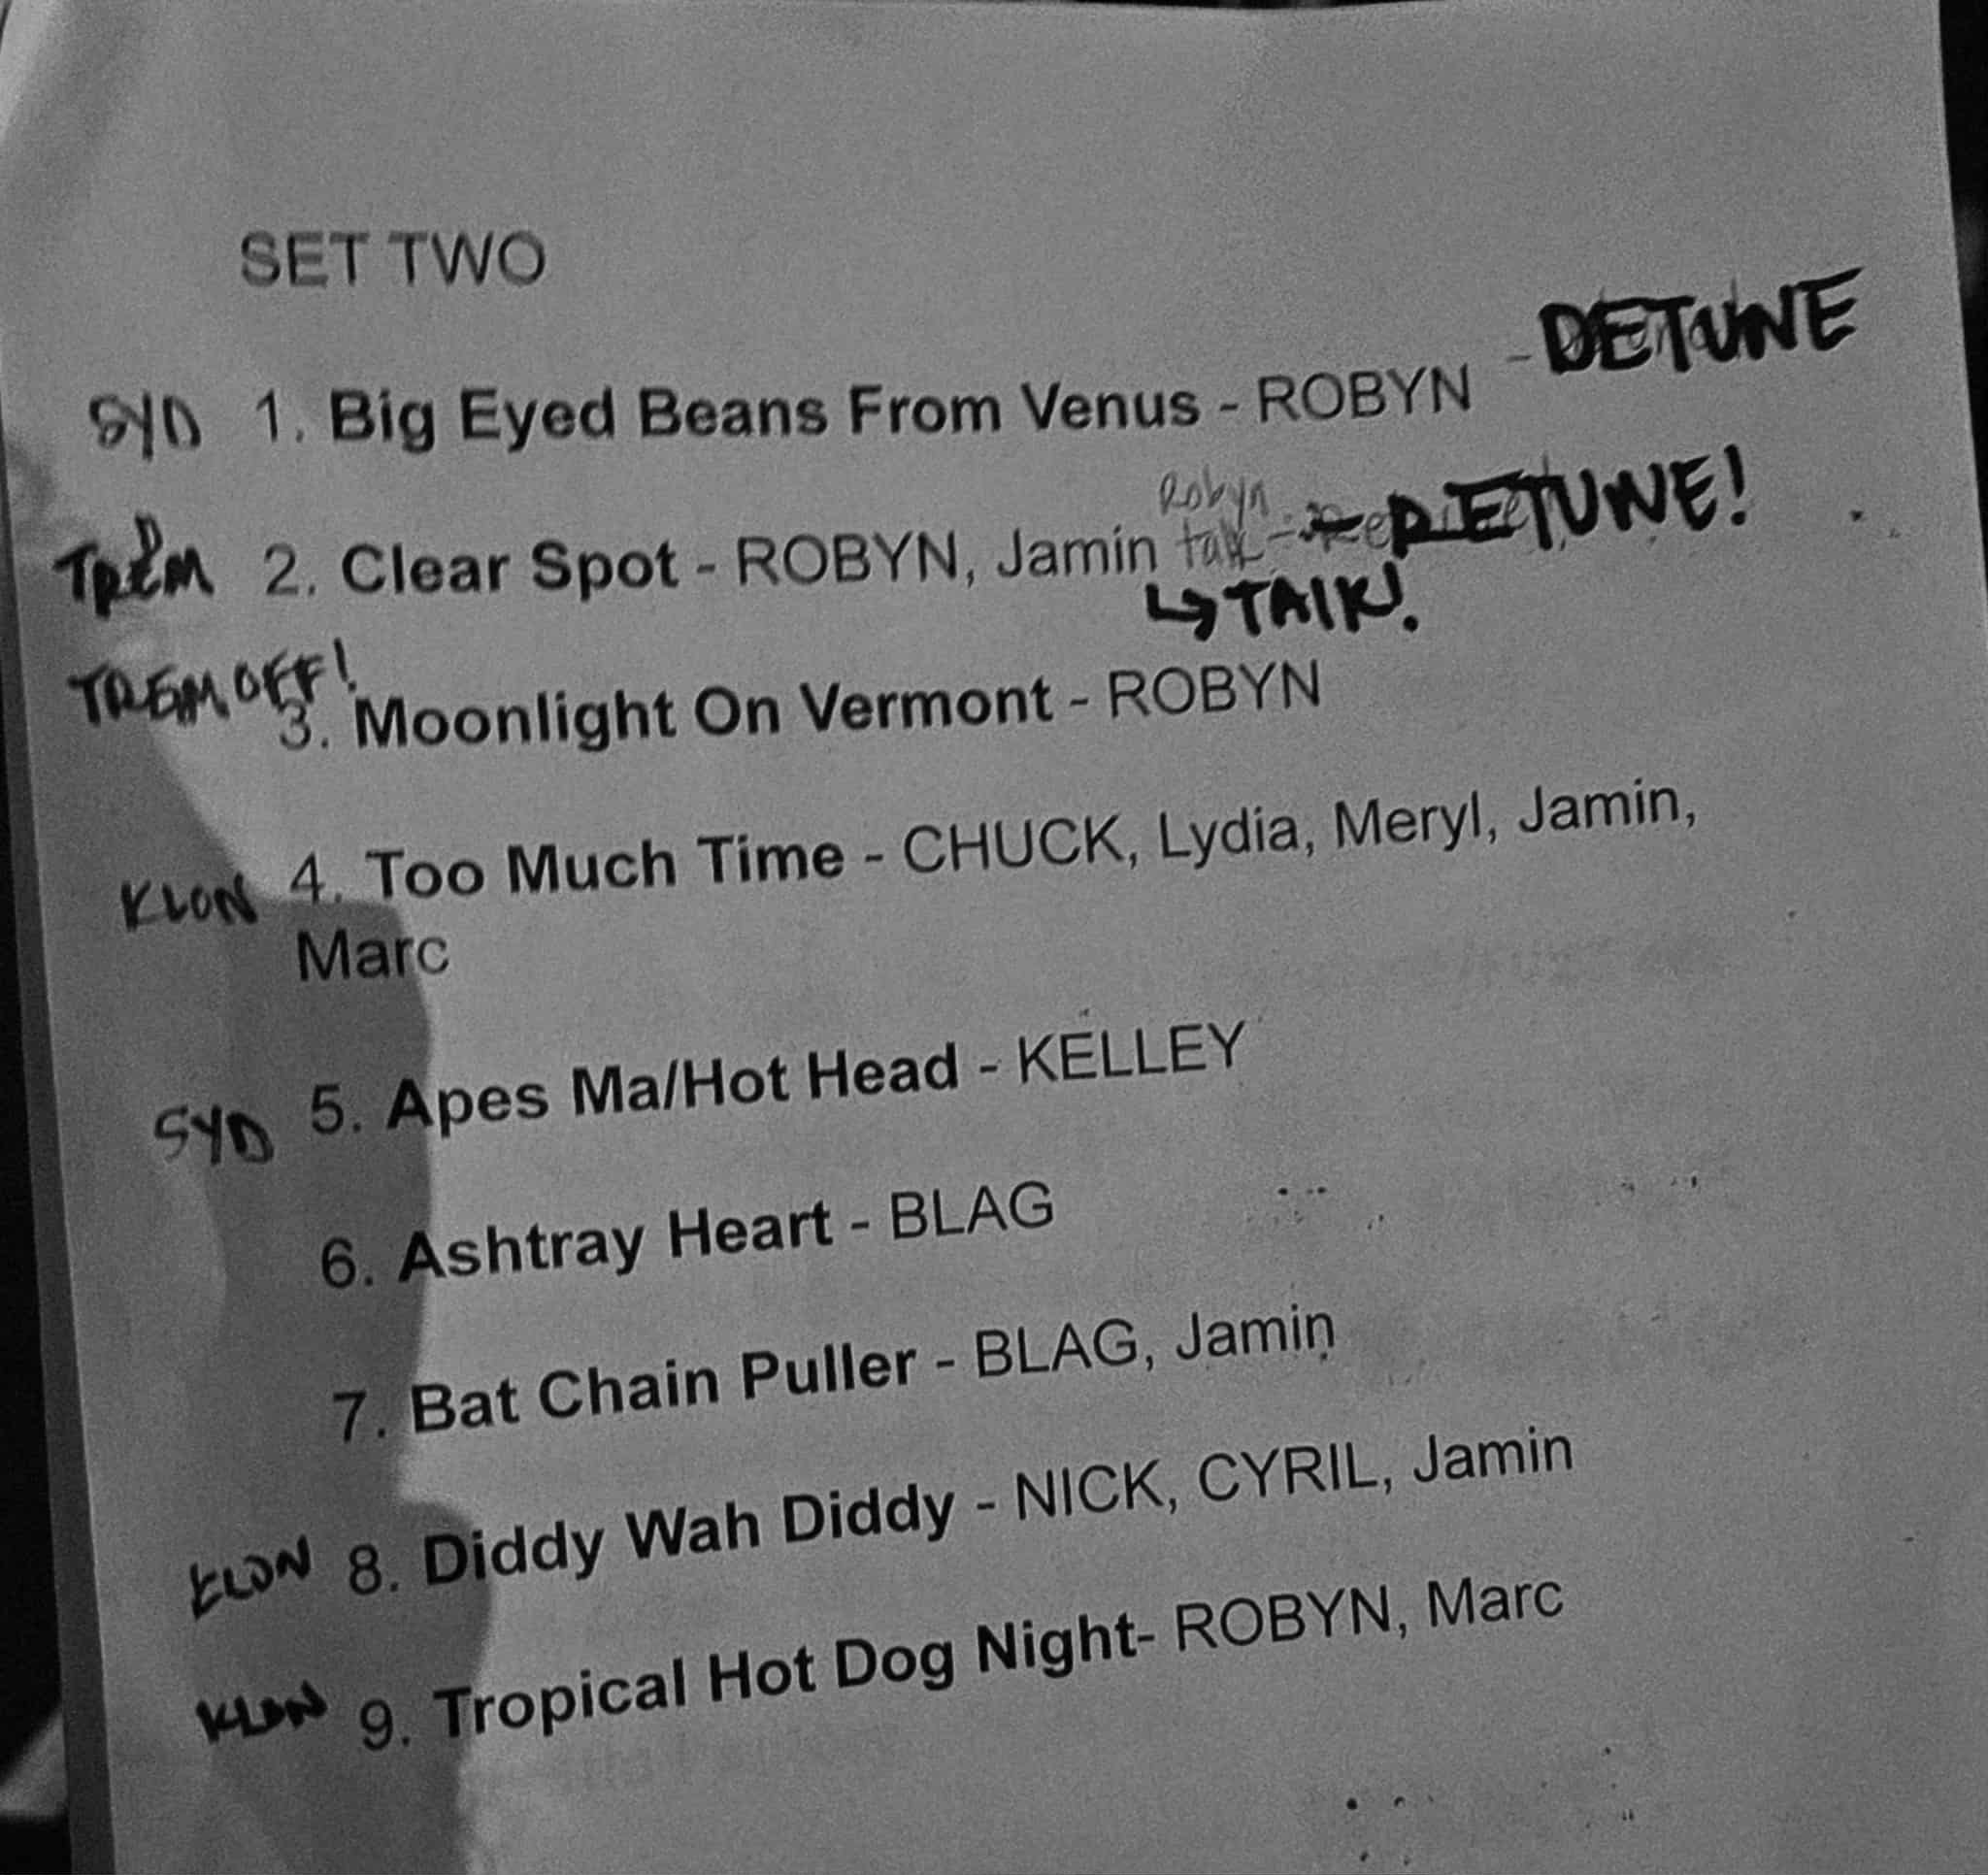 SET TWO
SYD 1. Big Eyed Beans From Venus - ROBYN - DETUNE
TREM 2. Clear Spot - ROBYN, Jamin Robyn talk - RETUNE!
↳ TALK!
TREM OFF!
3. Moonlight On Vermont - ROBYN
KLON 4. Too Much Time - CHUCK, Lydia, Meryl, Jamin,
Marc
SYD 5. Apes Ma/Hot Head - KELLEY
6. Ashtray Heart - BLAG
7. Bat Chain Puller - BLAG, Jamin
KLON 8. Diddy Wah Diddy - NICK, CYRIL, Jamin
KLON 9. Tropical Hot Dog Night- ROBYN, Marc